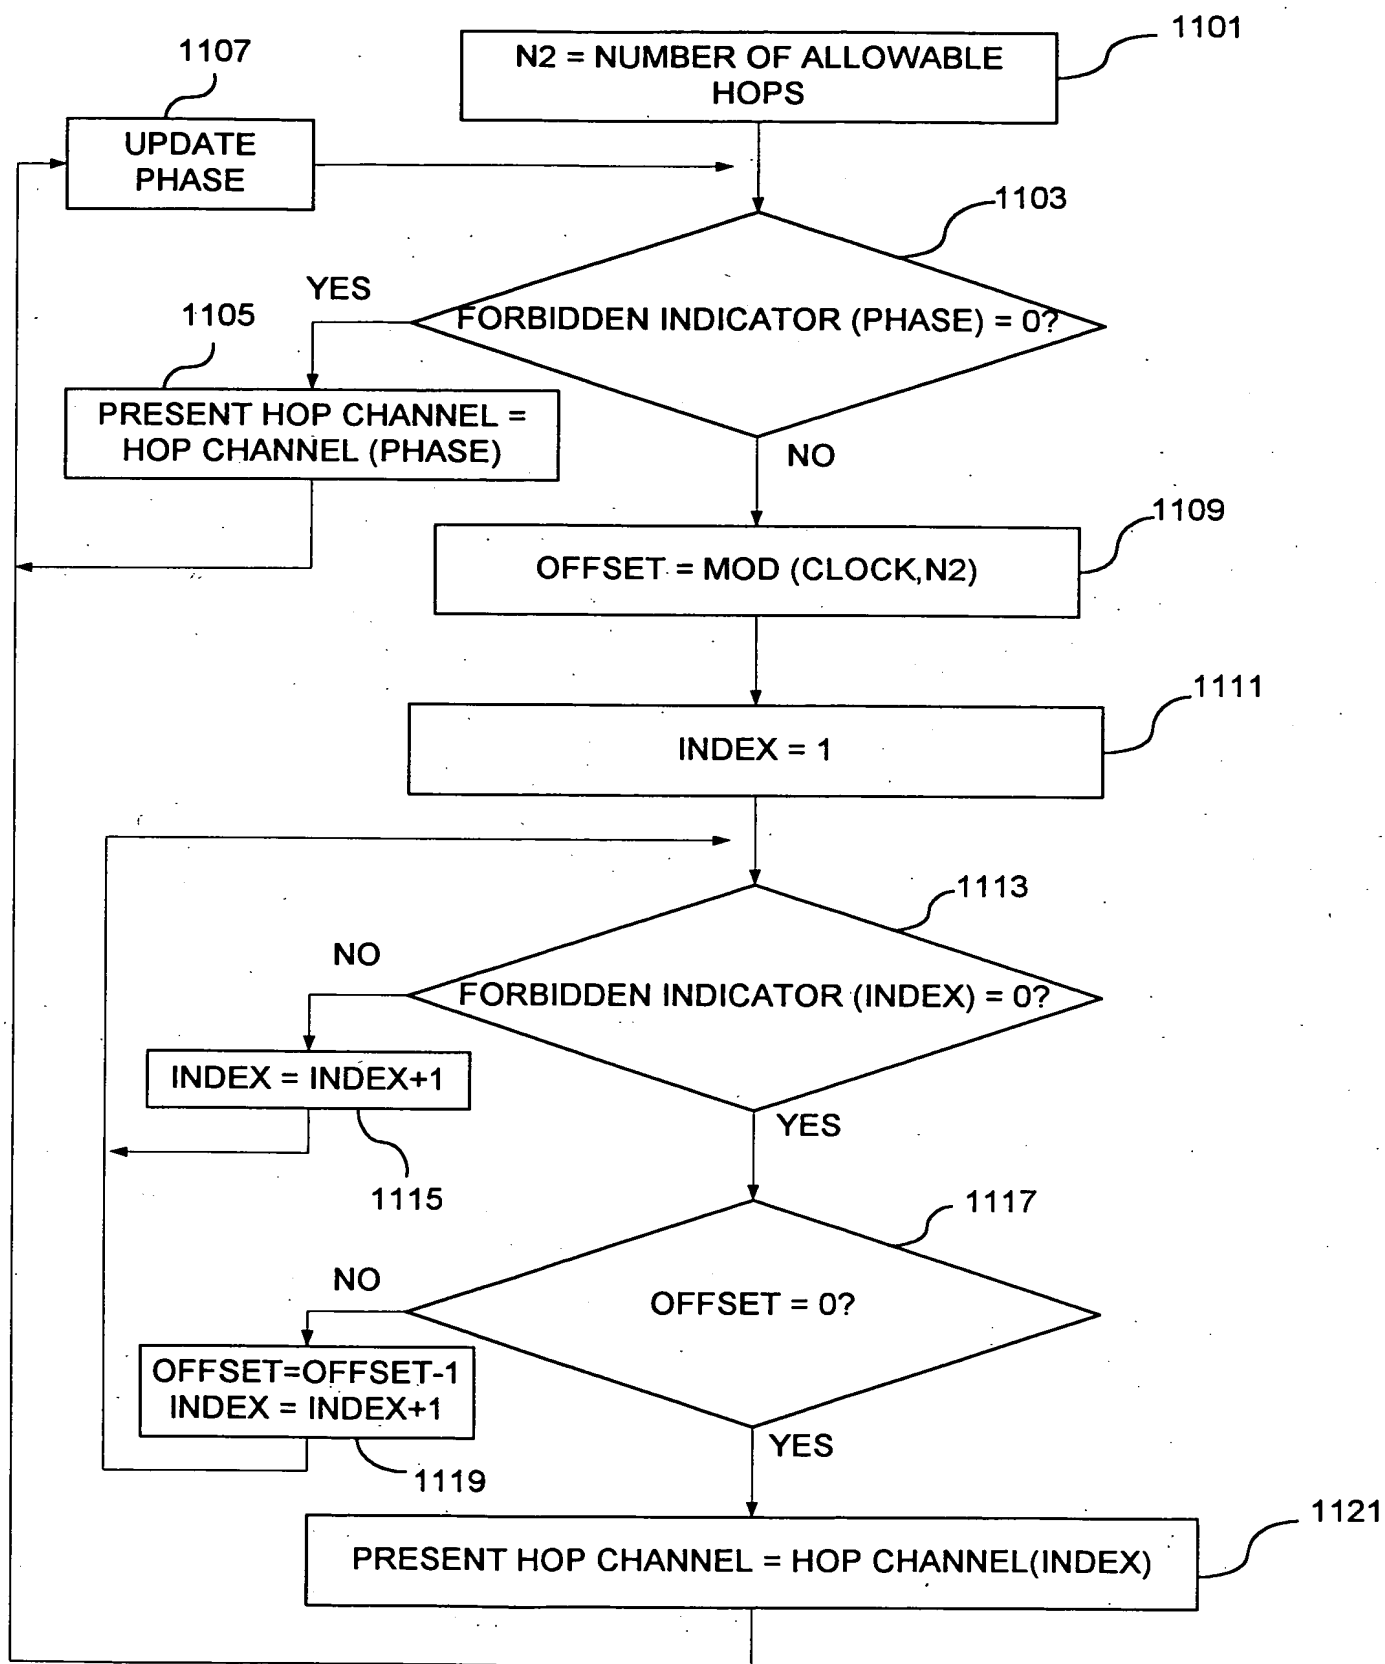 1101
N2 = NUMBER OF ALLOWABLE
HOPS
1107
UPDATE
PHASE
1103
FORBIDDEN INDICATOR (PHASE) = 0?
YES
1105
PRESENT HOP CHANNEL =
HOP CHANNEL (PHASE)
NO
1109
OFFSET = MOD (CLOCK,N2)
1111
INDEX = 1
1113
FORBIDDEN INDICATOR (INDEX) = 0?
NO
INDEX = INDEX+1
1115
YES
1117
OFFSET = 0?
NO
OFFSET=OFFSET-1
INDEX = INDEX+1
1119
YES
1121
PRESENT HOP CHANNEL = HOP CHANNEL(INDEX)